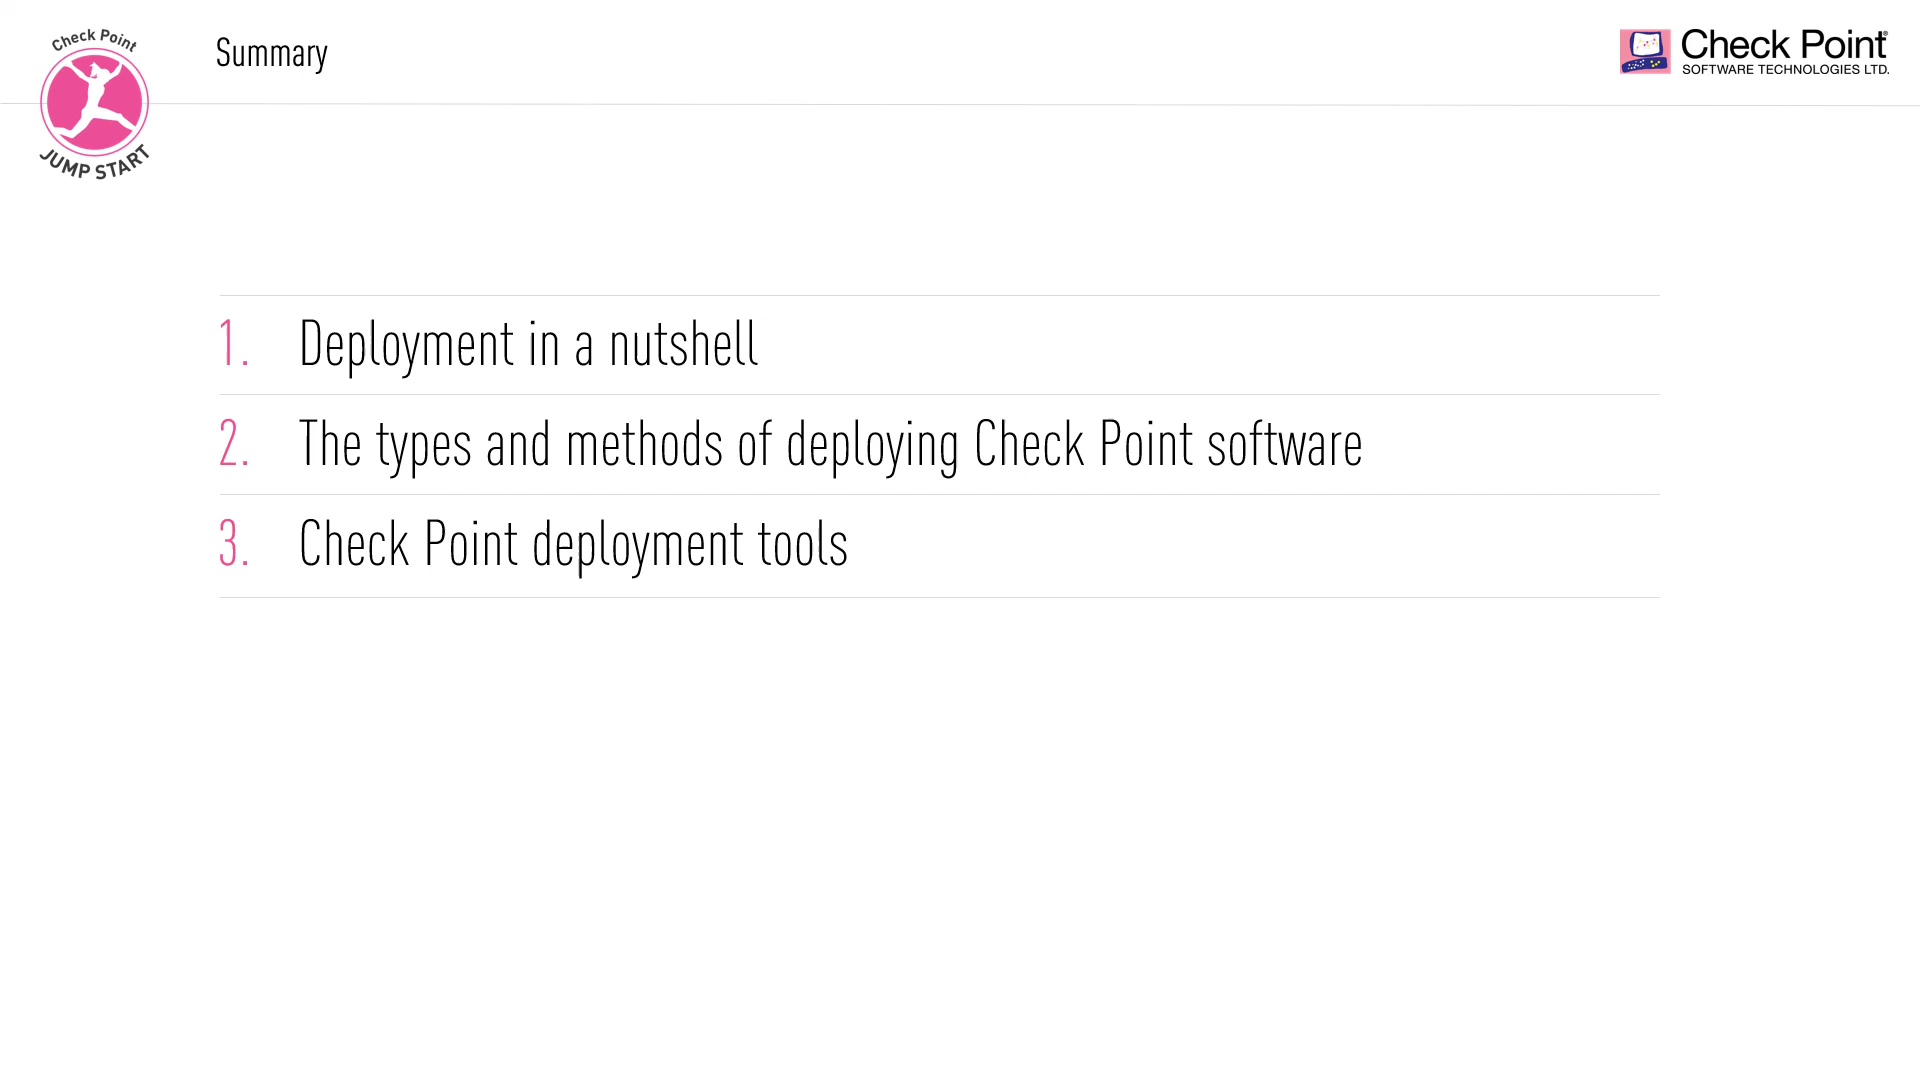 Check Point
JUMP START
Summary
Check Point®
SOFTWARE TECHNOLOGIES LTD.
1. Deployment in a nutshell
2. The types and methods of deploying Check Point software
3. Check Point deployment tools